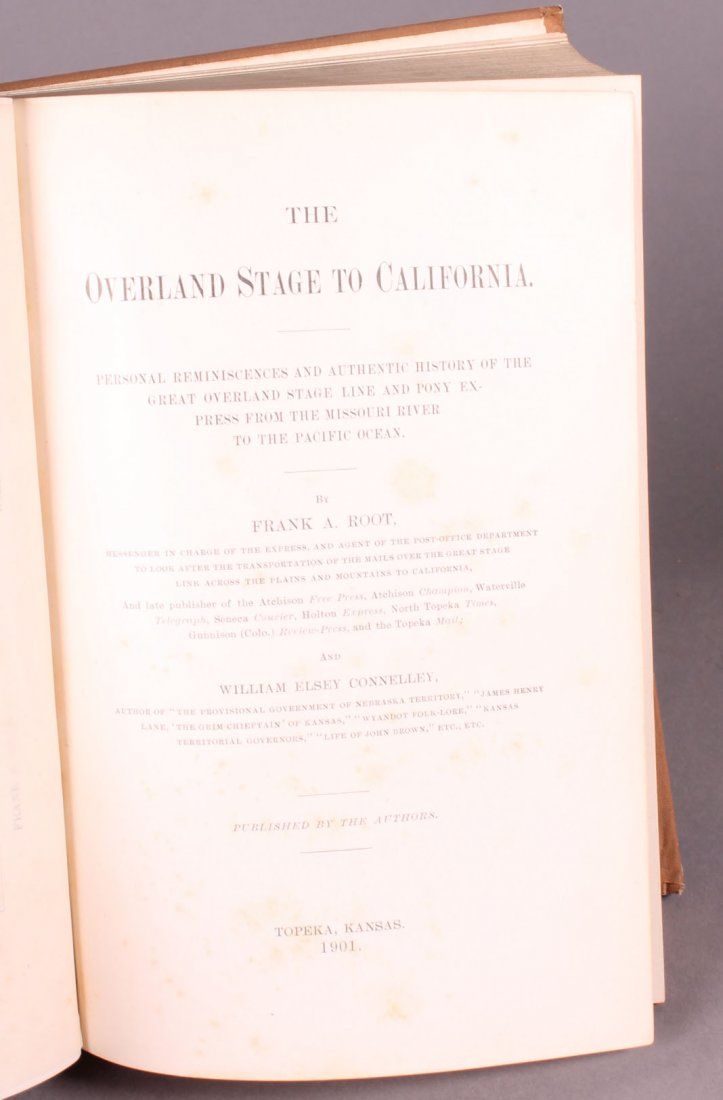 THE
OVERLAND STAGE TO CALIFORNIA.
PERSONAL REMINISCENCES AND AUTHENTIC HISTORY OF THE
GREAT OVERLAND STAGE LINE AND PONY EX-
PRESS FROM THE MISSOURI RIVER
TO THE PACIFIC OCEAN.
BY
FRANK A. ROOT,
MESSENGER IN CHARGE OF THE EXPRESS, AND AGENT OF THE POST-OFFICE DEPARTMENT
TO LOOK AFTER THE TRANSPORTATION OF THE MAILS OVER THE GREAT STAGE
LINE ACROSS THE PLAINS AND MOUNTAINS TO CALIFORNIA,
And late publisher of the Atchison Free Press, Atchison Champion, Waterville
Telegraph, Seneca Courier, Holton Express, North Topeka Times,
Gunnison (Colo.) Review-Press, and the Topeka Mail;
AND
WILLIAM ELSEY CONNELLEY,
AUTHOR OF "THE PROVISIONAL GOVERNMENT OF NEBRASKA TERRITORY," "JAMES HENRY
LANE, 'THE GRIM CHIEFTAIN' OF KANSAS," "WYANDOT FOLK-LORE," "KANSAS
TERRITORIAL GOVERNORS," "LIFE OF JOHN BROWN," ETC., ETC.
PUBLISHED BY THE AUTHORS.
TOPEKA, KANSAS.
1901.